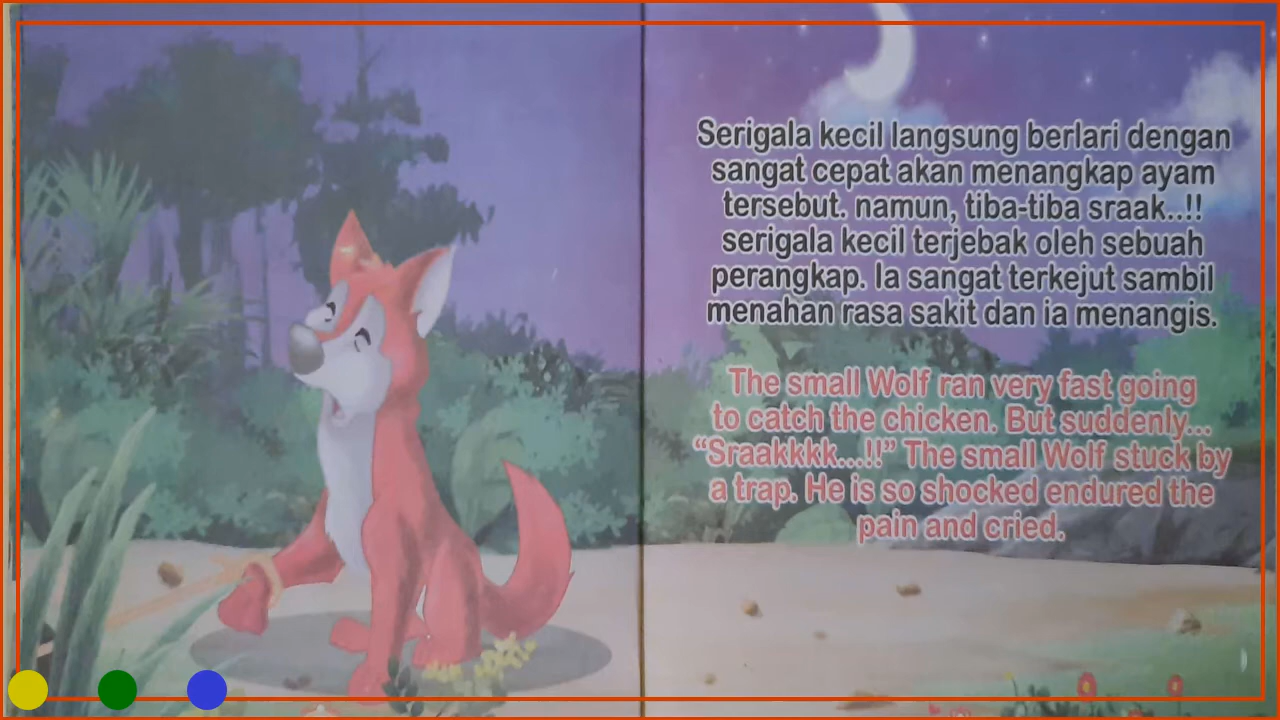 Serigala kecil langsung berlari dengan
sangat cepat akan menangkap ayam
tersebut. namun, tiba-tiba sraak..!!
serigala kecil terjebak oleh sebuah
perangkap. Ia sangat terkejut sambil
menahan rasa sakit dan ia menangis.
The small Wolf ran very fast going
to catch the chicken. But suddenly...
“Sraakkkk...!!” The small Wolf stuck by
a trap. He is so shocked endured the
pain and cried.